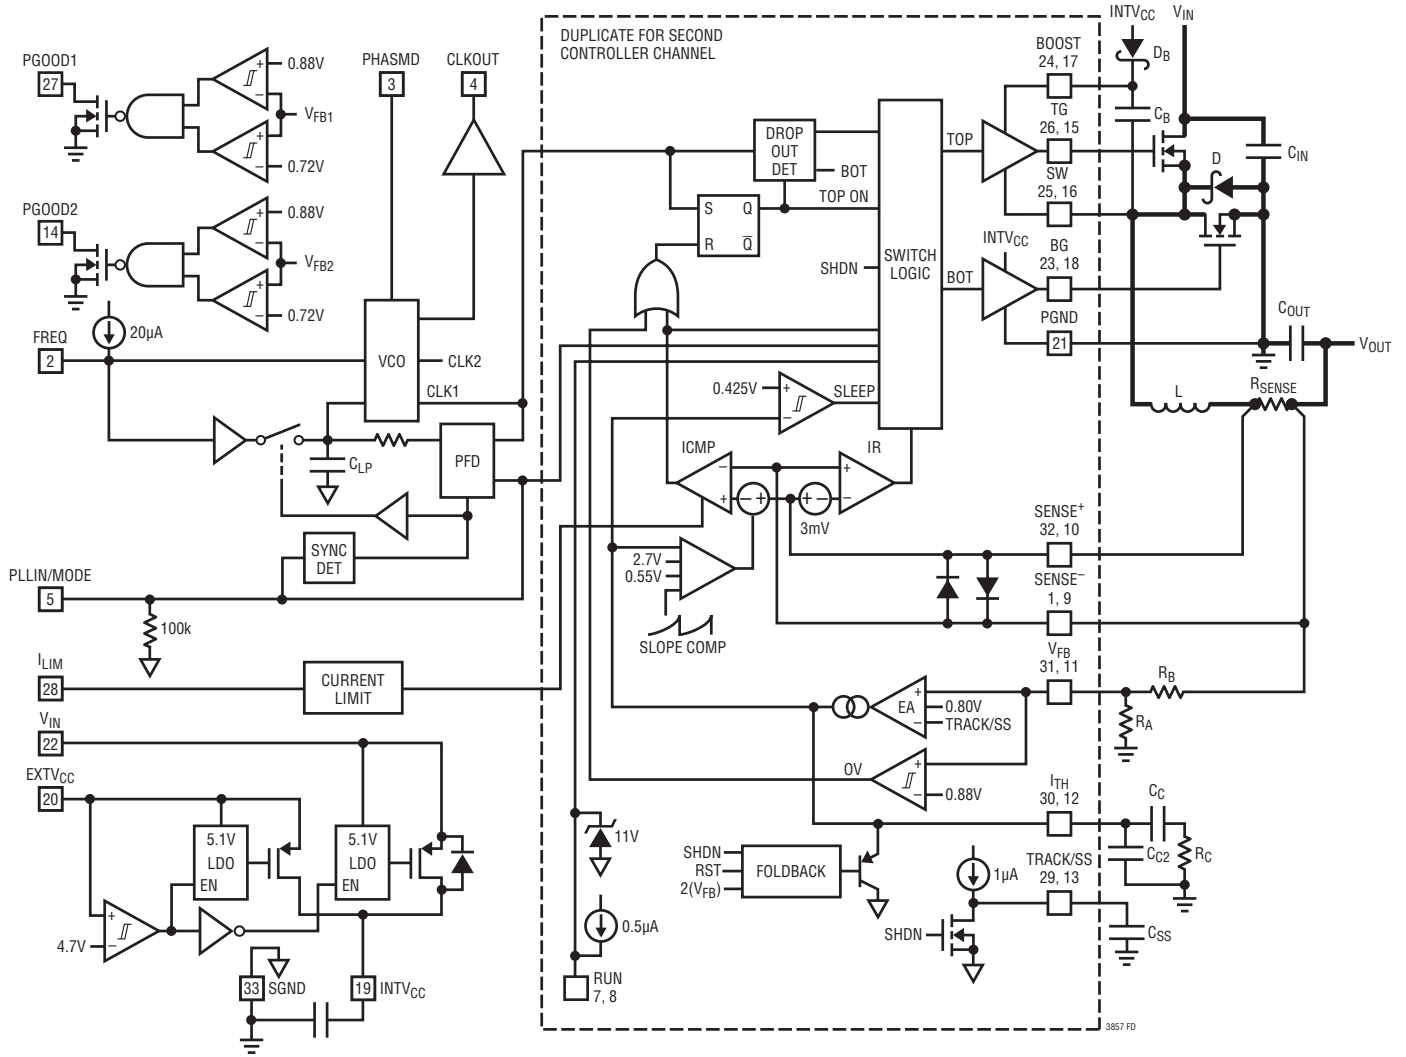 DUPLICATE FOR SECOND
CONTROLLER CHANNEL
PGOOD1
27
+
0.88V
–
VFB1
+
–
0.72V
PGOOD2
14
+
0.88V
–
VFB2
+
–
0.72V
PHASMD
3
CLKOUT
4
20µA
FREQ
2
VCO
CLK2
CLK1
CLP
PFD
SYNC
DET
PLLIN/MODE
5
100k
ILIM
28
CURRENT
LIMIT
VIN
22
EXTVCC
20
5.1V
LDO
EN
5.1V
LDO
EN
+
4.7V
–
33
SGND
19
INTVCC
DROP
OUT
DET
BOT
TOP ON
S
Q
R
Q̅
SHDN
SWITCH
LOGIC
TOP
BOT
INTVCC
0.425V
+
–
SLEEP
ICMP
–
+
– +
+ –
3mV
IR
+
–
2.7V
0.55V
SLOPE COMP
EA
+
0.80V
–
TRACK/SS
OV
+
–
0.88V
11V
SHDN
RST
2(VFB)
FOLDBACK
0.5µA
RUN
7, 8
1µA
SHDN
BOOST
24, 17
TG
26, 15
SW
25, 16
BG
23, 18
PGND
21
SENSE+
32, 10
SENSE–
1, 9
VFB
31, 11
ITH
30, 12
TRACK/SS
29, 13
INTVCC
VIN
DB
CB
D
CIN
COUT
VOUT
L
RSENSE
RB
RA
CC
CC2
RC
CSS
3857 FD